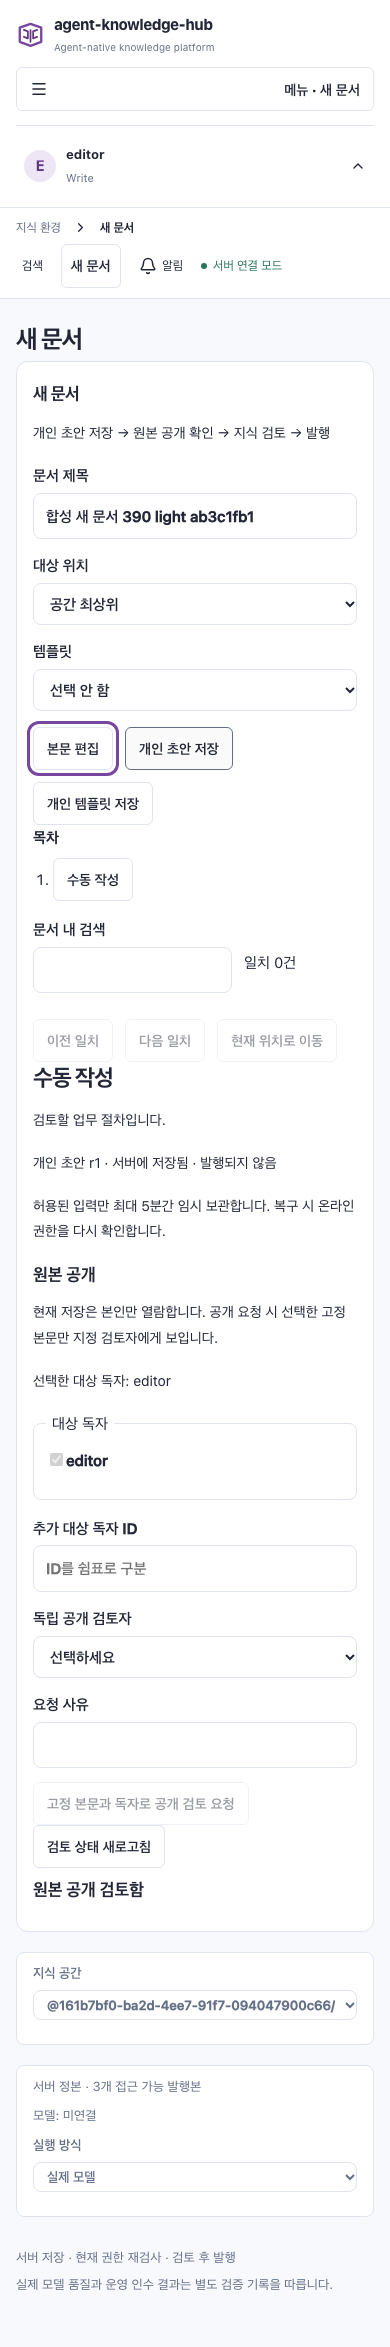 agent-knowledge-hub
Agent-native knowledge platform
메뉴 · 새 문서
E
editor
Write
지식 환경 > 새 문서
검색
새 문서
알림
서버 연결 모드
새 문서
새 문서
개인 초안 저장 → 원본 공개 확인 → 지식 검토 → 발행
문서 제목
합성 새 문서 390 light ab3c1fb1
대상 위치
공간 최상위
템플릿
선택 안 함
본문 편집
개인 초안 저장
개인 템플릿 저장
목차
1. 수동 작성
문서 내 검색
일치 0건
이전 일치
다음 일치
현재 위치로 이동
수동 작성
검토할 업무 절차입니다.
개인 초안 r1 · 서버에 저장됨 · 발행되지 않음
허용된 입력만 최대 5분간 임시 보관합니다. 복구 시 온라인
권한을 다시 확인합니다.
원본 공개
현재 저장은 본인만 열람합니다. 공개 요청 시 선택한 고정
본문만 지정 검토자에게 보입니다.
선택한 대상 독자: editor
대상 독자
editor
추가 대상 독자 ID
ID를 쉼표로 구분
독립 공개 검토자
선택하세요
요청 사유
고정 본문과 독자로 공개 검토 요청
검토 상태 새로고침
원본 공개 검토함
지식 공간
@161b7bf0-ba2d-4ee7-91f7-094047900c66/
서버 정본 · 3개 접근 가능 발행본
모델: 미연결
실행 방식
실제 모델
서버 저장 · 현재 권한 재검사 · 검토 후 발행
실제 모델 품질과 운영 인수 결과는 별도 검증 기록을 따릅니다.